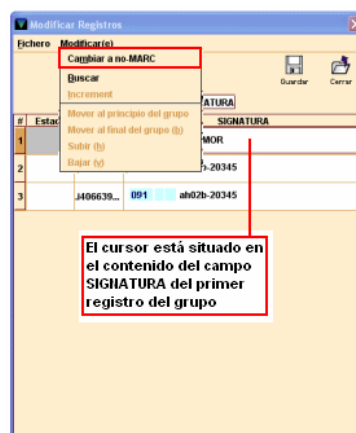 Modificar Registros
Fichero Modificar(e)
Cambiar a no-MARC
Buscar
Increment
Mover al principio del grupo
Mover al final del grupo (b)
Subir (h)
Bajar (v)
Guardar Cerrar
ATURA
# Estad SIGNATURA
1 MOR
2 -20345
3 .1406639... 091 ah02b-20345
El cursor está situado en
el contenido del campo
SIGNATURA del primer
registro del grupo